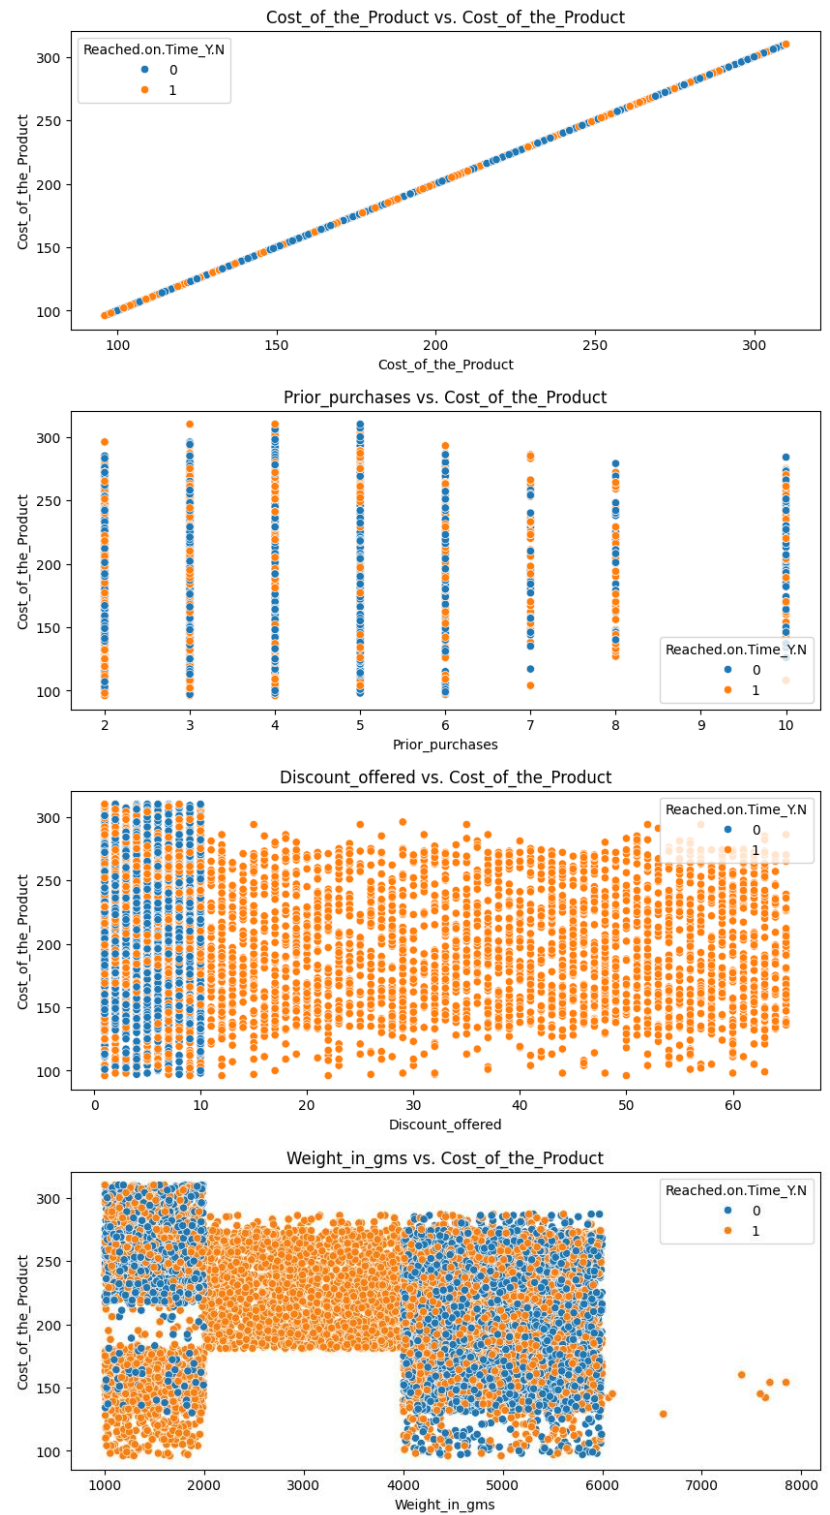 Cost_of_the_Product vs. Cost_of_the_Product
Reached.on.Time_Y.N
0
1
300
250
200
150
100
Cost_of_the_Product
100 150 200 250 300
Cost_of_the_Product
Prior_purchases vs. Cost_of_the_Product
300
250
200
150
100
Cost_of_the_Product
Reached.on.Time_Y.N
0
1
2 3 4 5 6 7 8 9 10
Prior_purchases
Discount_offered vs. Cost_of_the_Product
Reached.on.Time_Y.N
0
1
300
250
200
150
100
Cost_of_the_Product
0 10 20 30 40 50 60
Discount_offered
Weight_in_gms vs. Cost_of_the_Product
Reached.on.Time_Y.N
0
1
300
250
200
150
100
Cost_of_the_Product
1000 2000 3000 4000 5000 6000 7000 8000
Weight_in_gms